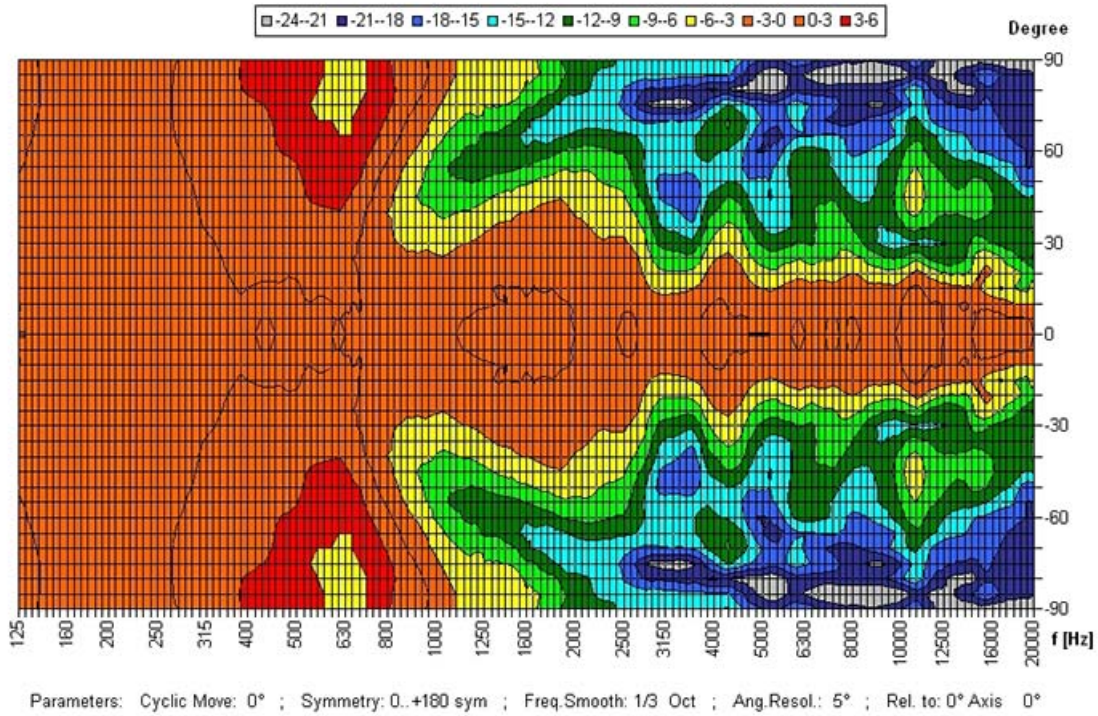 -24--21 -21--18 -18--15 -15--12 -12--9 -9-6 -6--3 -3-0 0-3 3-6
Degree
90
60
30
0
-30
-60
-90
125 160 200 250 315 400 500 630 800 1000 1250 1600 2000 2500 3150 4000 5000 6300 8000 10000 12500 16000 20000
f [Hz]
Parameters: Cyclic Move: 0° ; Symmetry: 0..+180 sym ; Freq.Smooth: 1/3 Oct ; Ang.Resol.: 5° ; Rel. to: 0° Axis 0°